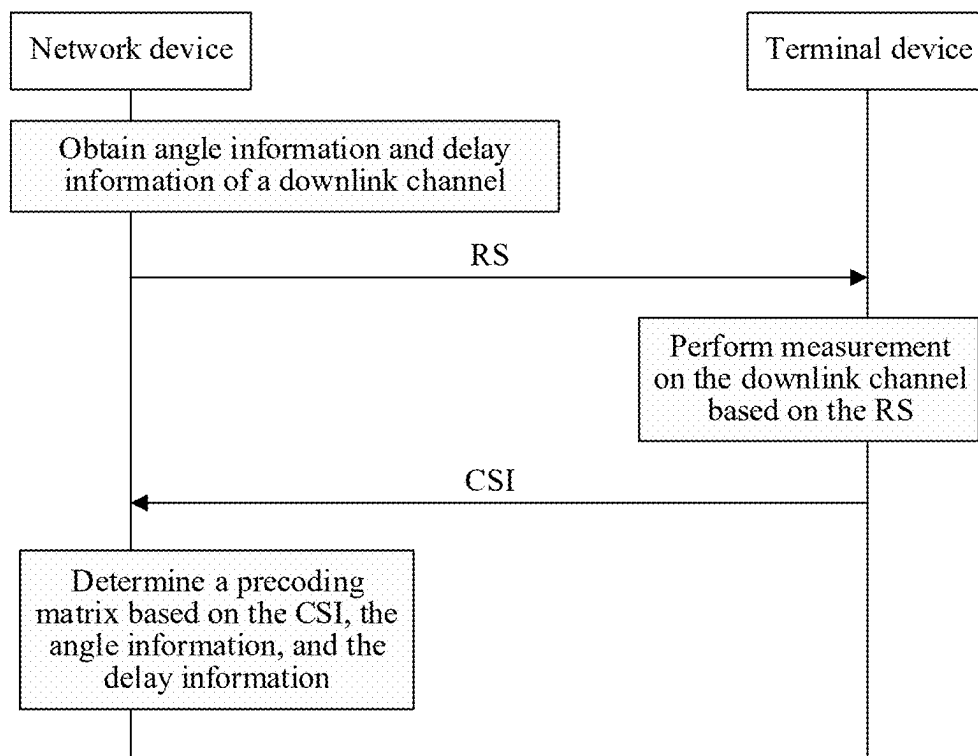 Network device
Terminal device
Obtain angle information and delay
information of a downlink channel
RS
Perform measurement
on the downlink channel
based on the RS
CSI
Determine a precoding
matrix based on the CSI, the
angle information, and the
delay information